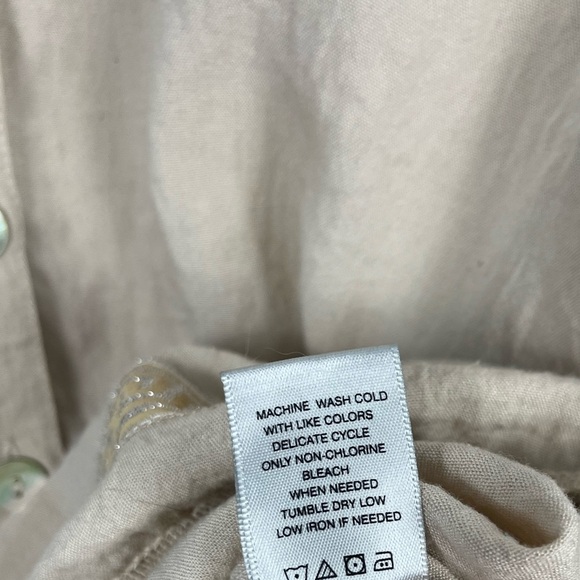 MACHINE WASH COLD
WITH LIKE COLORS
DELICATE CYCLE
ONLY NON-CHLORINE
BLEACH
WHEN NEEDED
TUMBLE DRY LOW
LOW IRON IF NEEDED